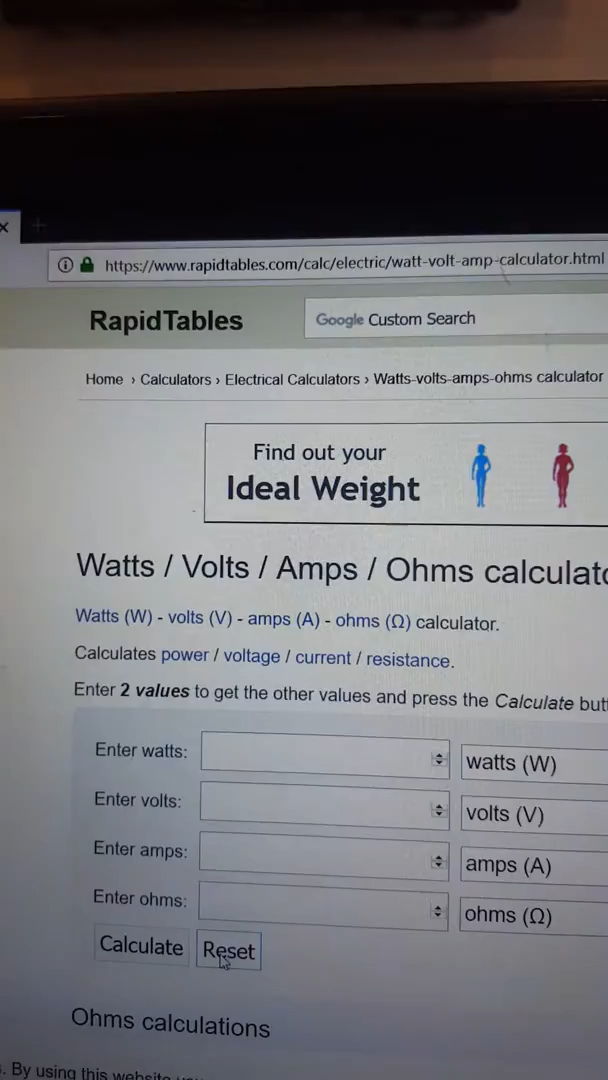 https://www.rapidtables.com/calc/electric/watt-volt-amp-calculator.html
RapidTables
Google Custom Search
Home › Calculators › Electrical Calculators › Watts-volts-amps-ohms calculator
Find out your
Ideal Weight
Watts / Volts / Amps / Ohms calculato
Watts (W) - volts (V) - amps (A) - ohms (Ω) calculator.
Calculates power / voltage / current / resistance.
Enter 2 values to get the other values and press the Calculate but
Enter watts: watts (W)
Enter volts: volts (V)
Enter amps: amps (A)
Enter ohms: ohms (Ω)
Calculate Reset
Ohms calculations
. By using this website